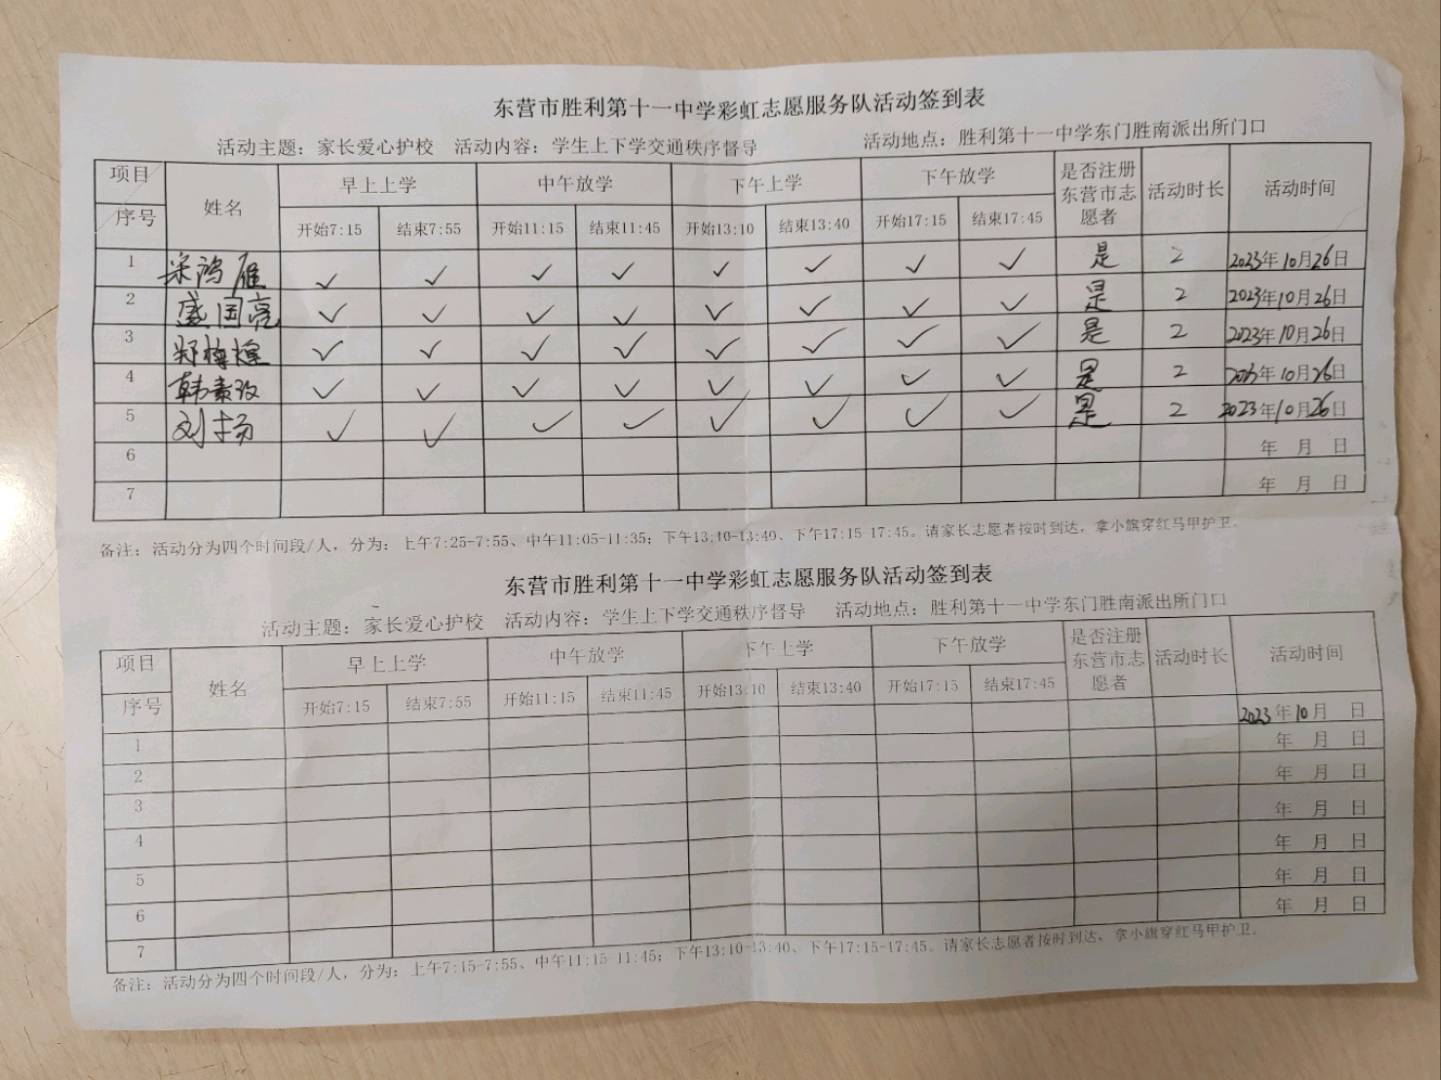 东营市胜利第十一中学彩虹志愿服务队活动签到表
活动主题：家长爱心护校 活动内容：学生上下学交通秩序督导 活动地点：胜利第十一中学东门胜南派出所门口
项目 姓名 早上上学 中午放学 下午上学 下午放学 是否注册东营市志愿者 活动时长 活动时间
序号 开始7:15 结束7:55 开始11:15 结束11:45 开始13:10 结束13:40 开始17:15 结束17:45
1 宋鸿雁 ✓ ✓ ✓ ✓ ✓ ✓ ✓ ✓ 是 2 2023年10月26日
2 盛国亮 ✓ ✓ ✓ ✓ ✓ ✓ ✓ ✓ 是 2 2023年10月26日
3 ✓ ✓ ✓ ✓ ✓ ✓ ✓ ✓ 是 2 2023年10月26日
4 韩素 ✓ ✓ ✓ ✓ ✓ ✓ ✓ ✓ 是 2 2023年10月26日
5 刘扬 ✓ ✓ ✓ ✓ ✓ ✓ ✓ ✓ 是 2 2023年10月26日
6 年 月 日
7 年 月 日
备注：活动分为四个时间段/人，分为：上午7:25-7:55、中午11:05-11:35；下午13:10-13:40、下午17:15-17:45。请家长志愿者按时到达，拿小旗穿红马甲护卫.
东营市胜利第十一中学彩虹志愿服务队活动签到表
活动主题：家长爱心护校 活动内容：学生上下学交通秩序督导 活动地点：胜利第十一中学东门胜南派出所门口
项目 姓名 早上上学 中午放学 下午上学 下午放学 是否注册东营市志愿者 活动时长 活动时间
序号 开始7:15 结束7:55 开始11:15 结束11:45 开始13:10 结束13:40 开始17:15 结束17:45
1 2023年10月 日
2 年 月 日
3 年 月 日
4 年 月 日
5 年 月 日
6 年 月 日
7 年 月 日
备注：活动分为四个时间段/人，分为：上午7:15-7:55、中午11:15-11:45；下午13:10-13:40、下午17:15-17:45。请家长志愿者按时到达，拿小旗穿红马甲护卫.